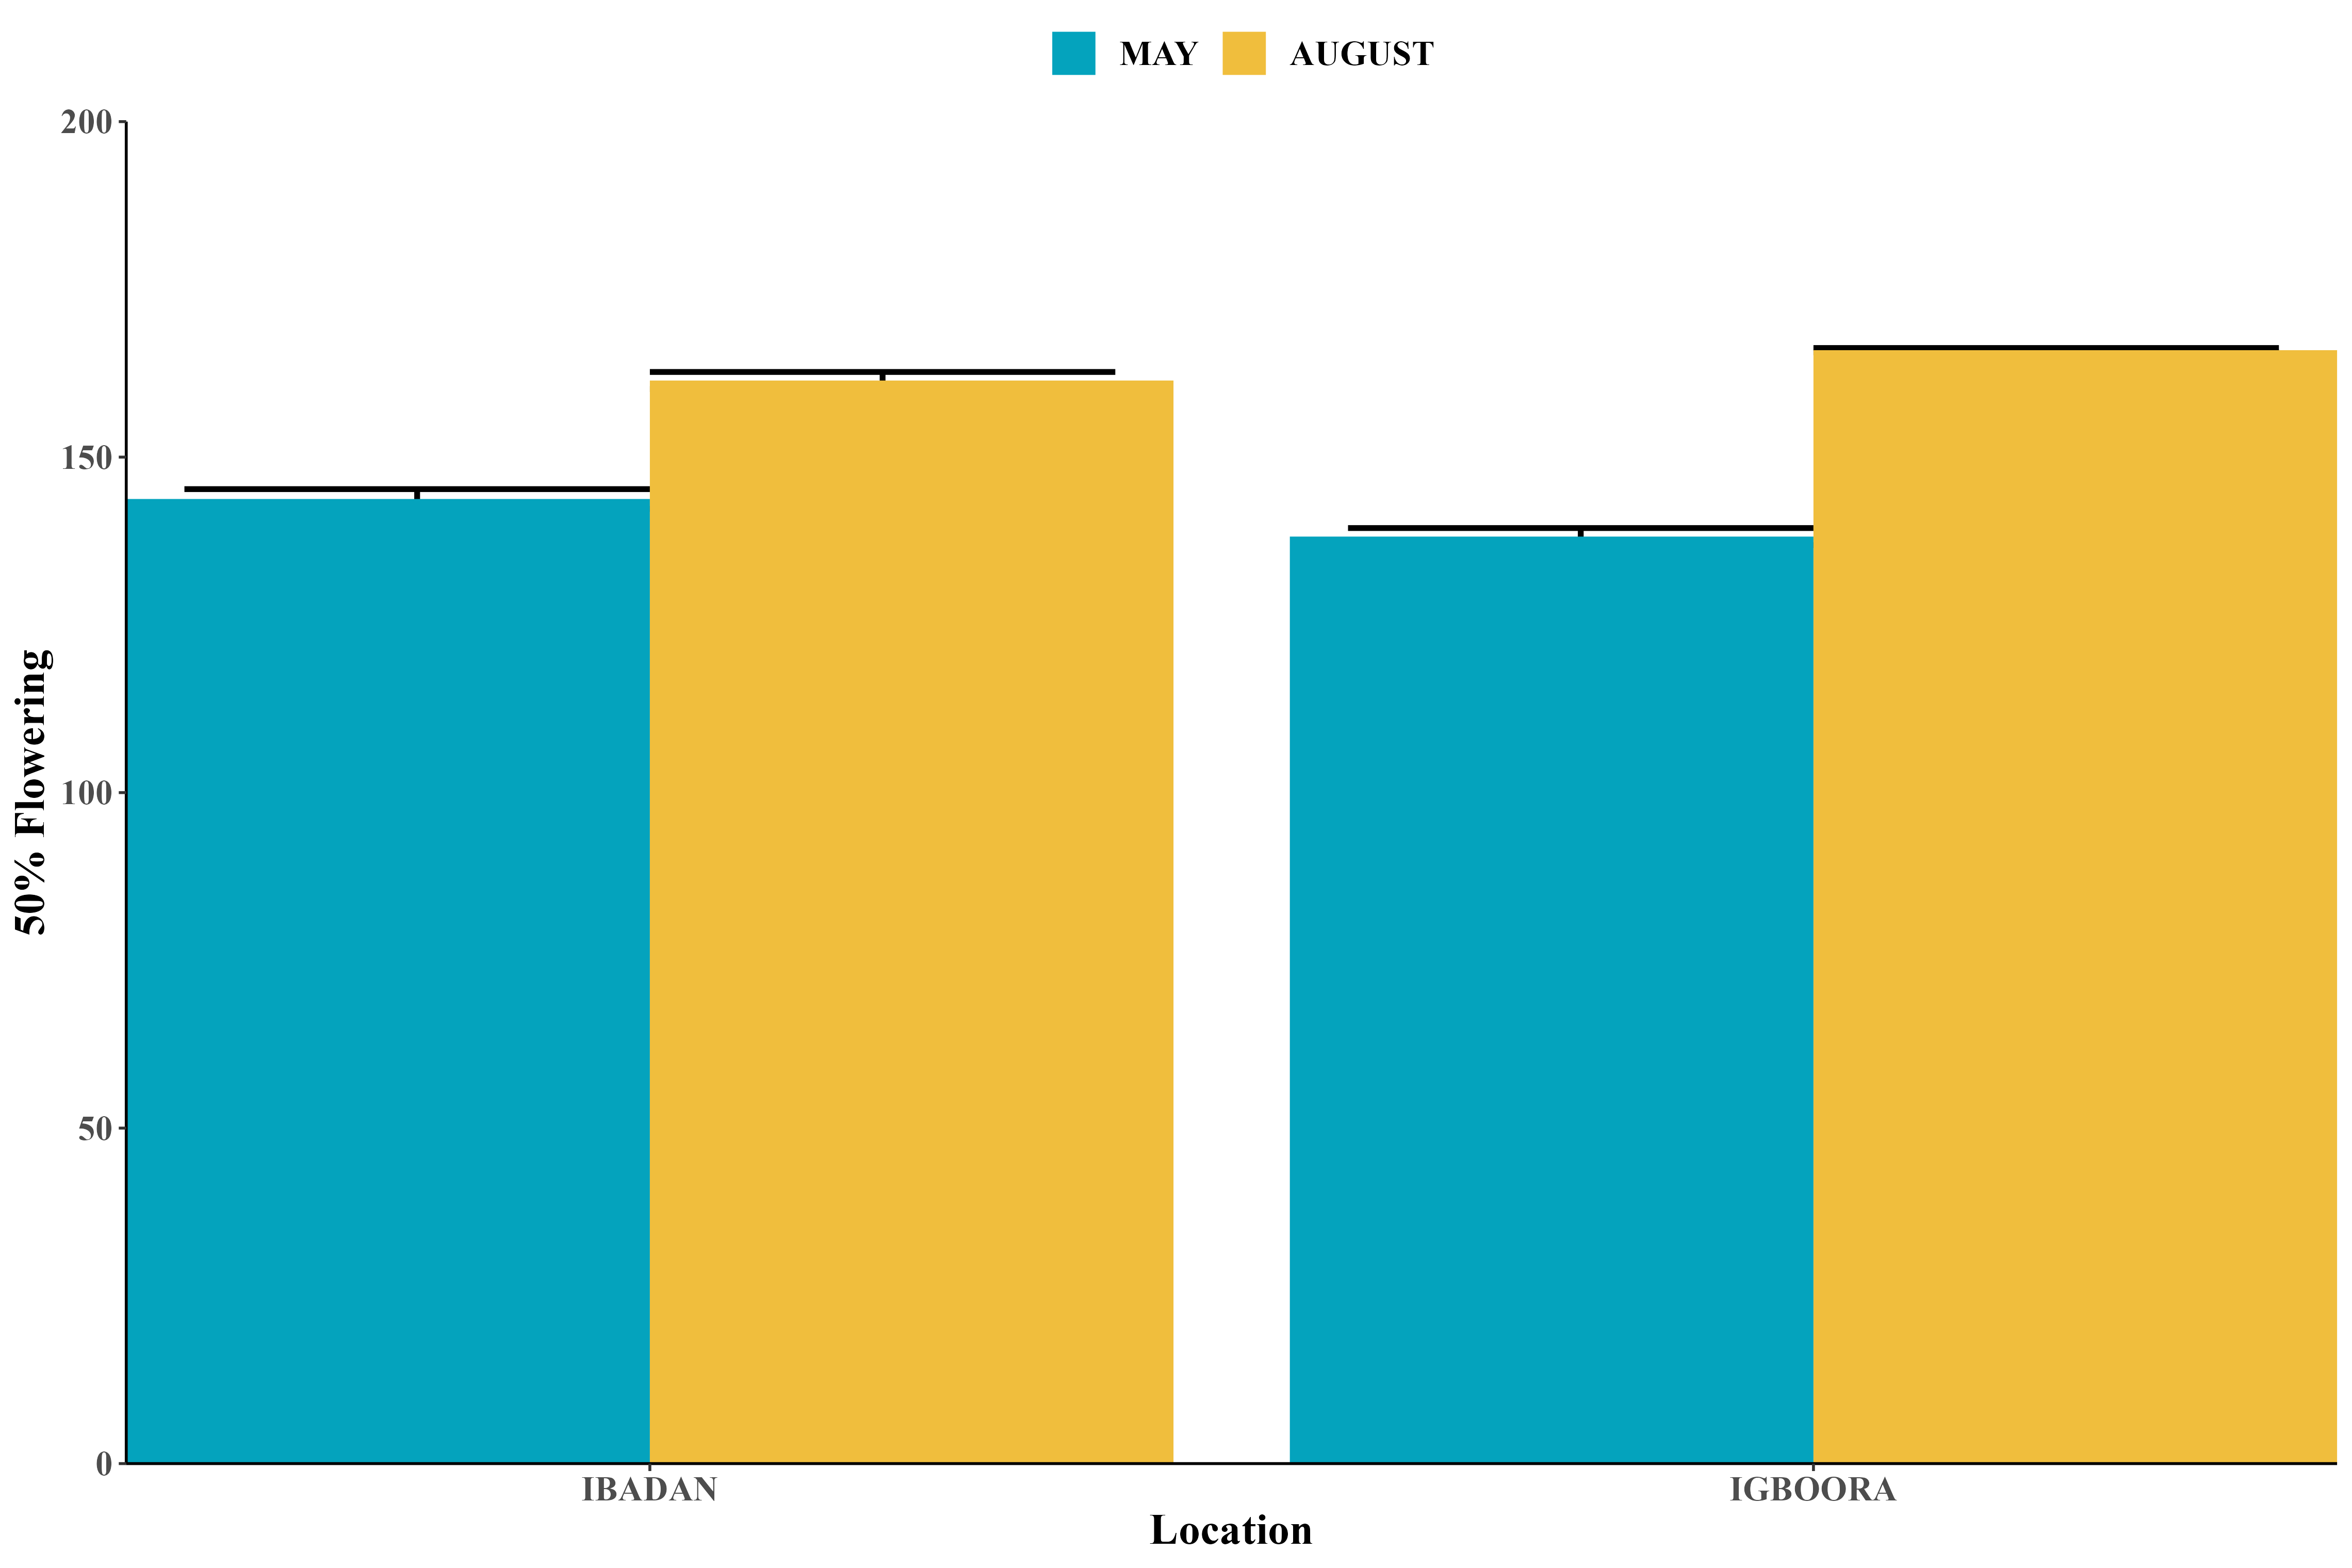 MAY AUGUST
200
150
100
50
0
50% Flowering
IBADAN IGBOORA
Location